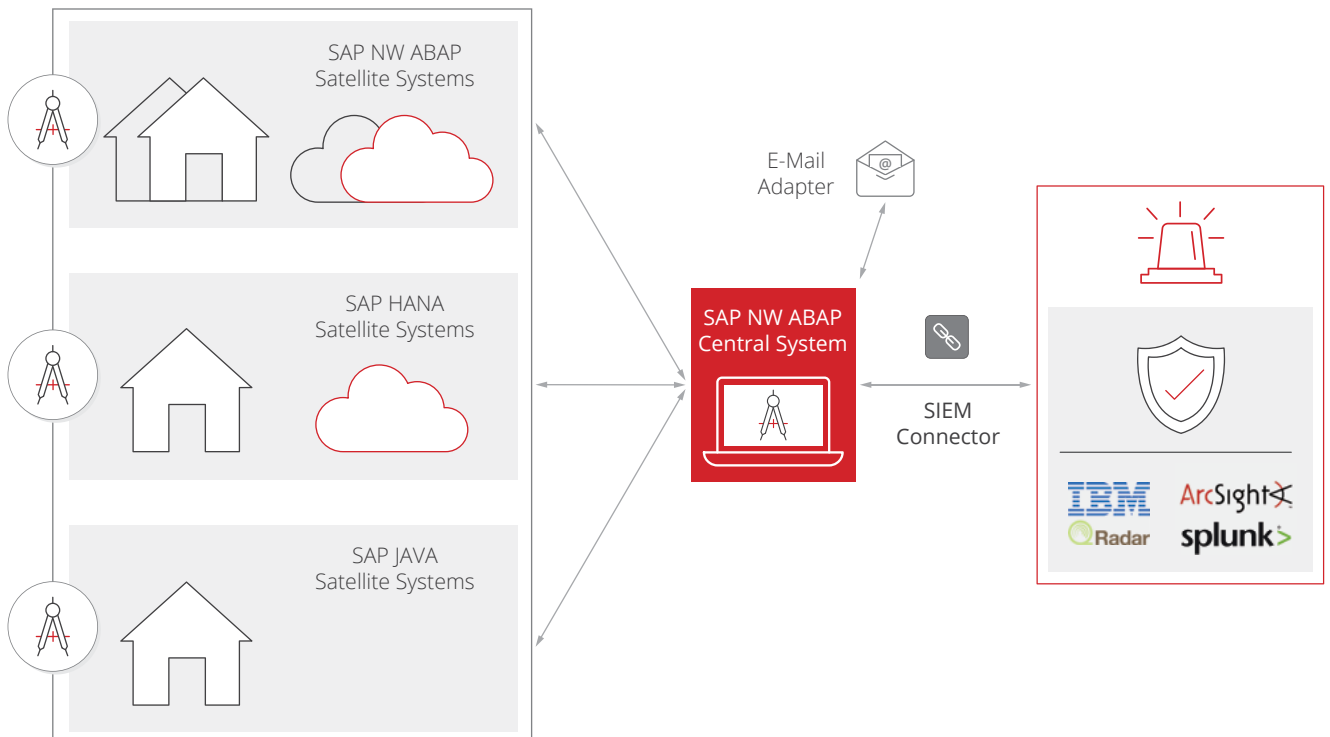 SAP NW ABAP
Satellite Systems
SAP HANA
Satellite Systems
SAP JAVA
Satellite Systems
E-Mail
Adapter
@
SAP NW ABAP
Central System
SIEM
Connector
IBM
QRadar
ArcSight
splunk>